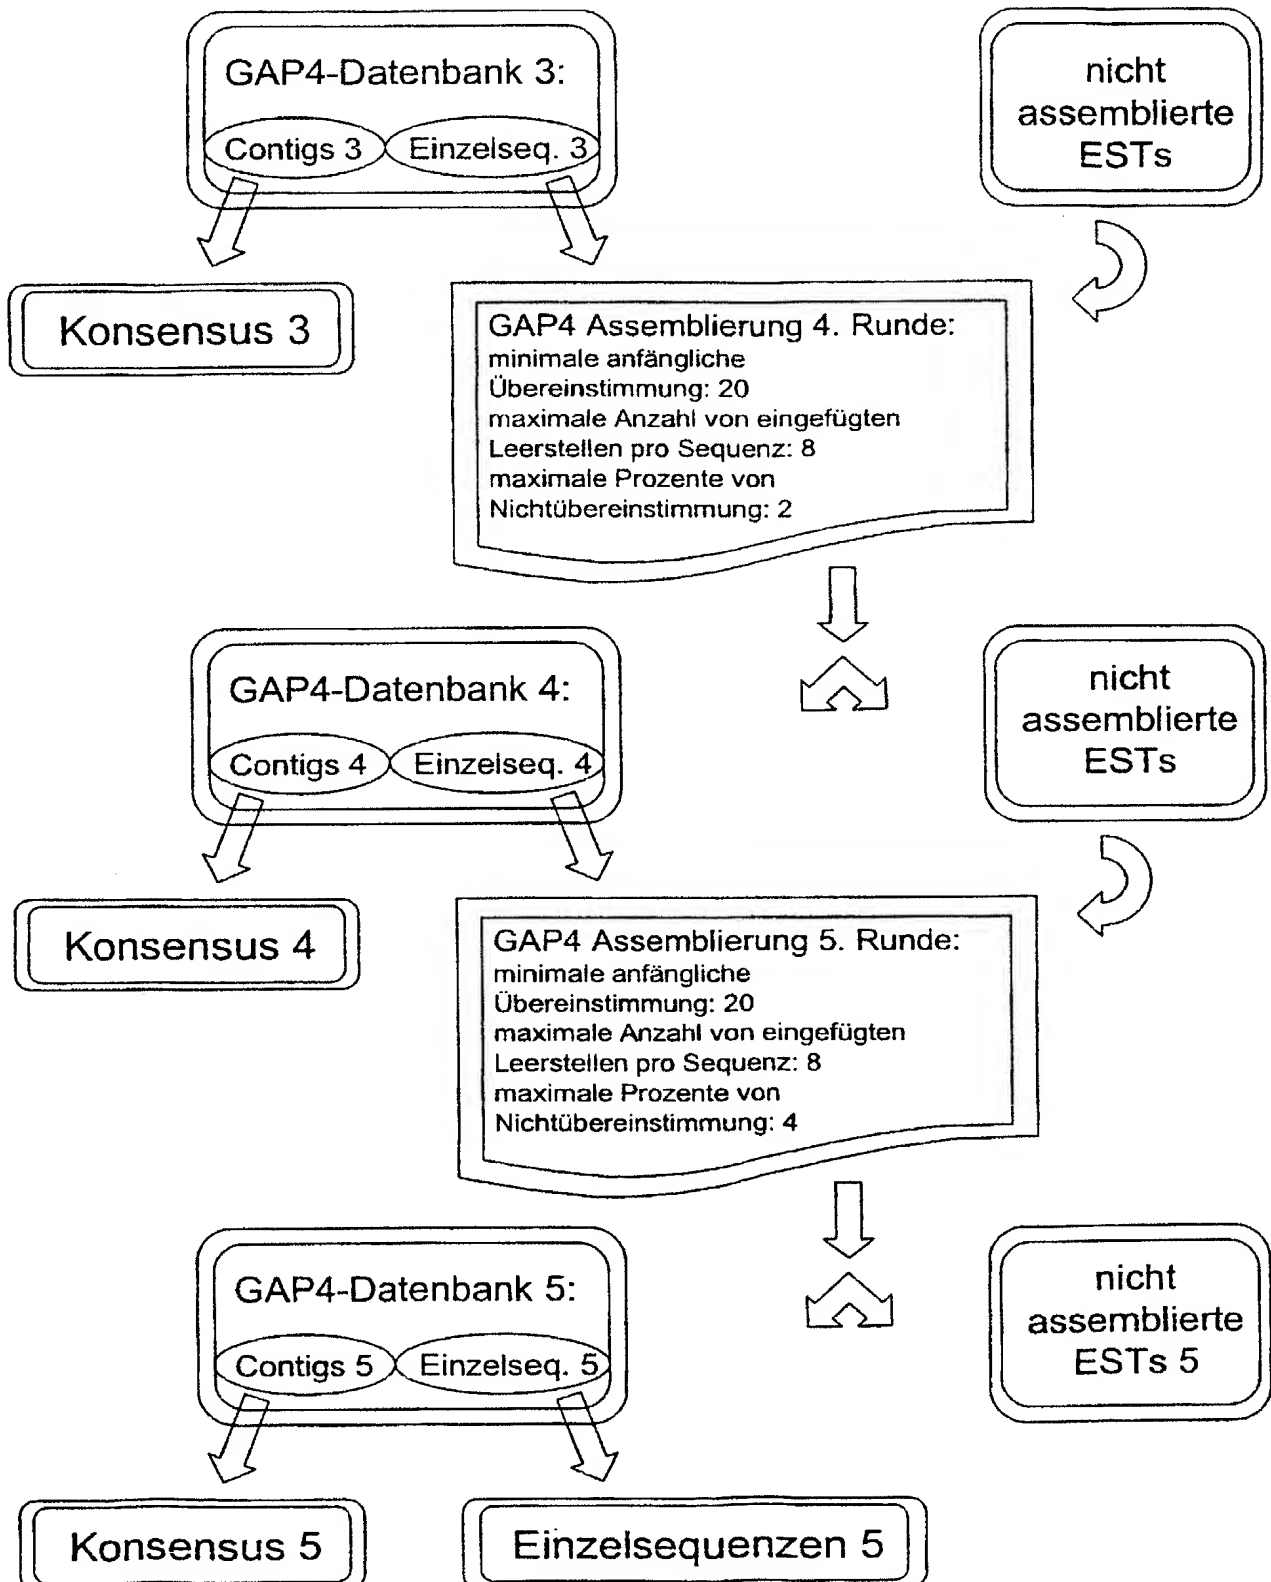 GAP4-Datenbank 3:
Contigs 3
Einzelseq. 3
nicht
assemblierte
ESTs
Konsensus 3
GAP4 Assemblierung 4. Runde:
minimale anfängliche
Übereinstimmung: 20
maximale Anzahl von eingefügten
Leerstellen pro Sequenz: 8
maximale Prozente von
Nichtübereinstimmung: 2
GAP4-Datenbank 4:
Contigs 4
Einzelseq. 4
nicht
assemblierte
ESTs
Konsensus 4
GAP4 Assemblierung 5. Runde:
minimale anfängliche
Übereinstimmung: 20
maximale Anzahl von eingefügten
Leerstellen pro Sequenz: 8
maximale Prozente von
Nichtübereinstimmung: 4
GAP4-Datenbank 5:
Contigs 5
Einzelseq. 5
nicht
assemblierte
ESTs 5
Konsensus 5
Einzelsequenzen 5